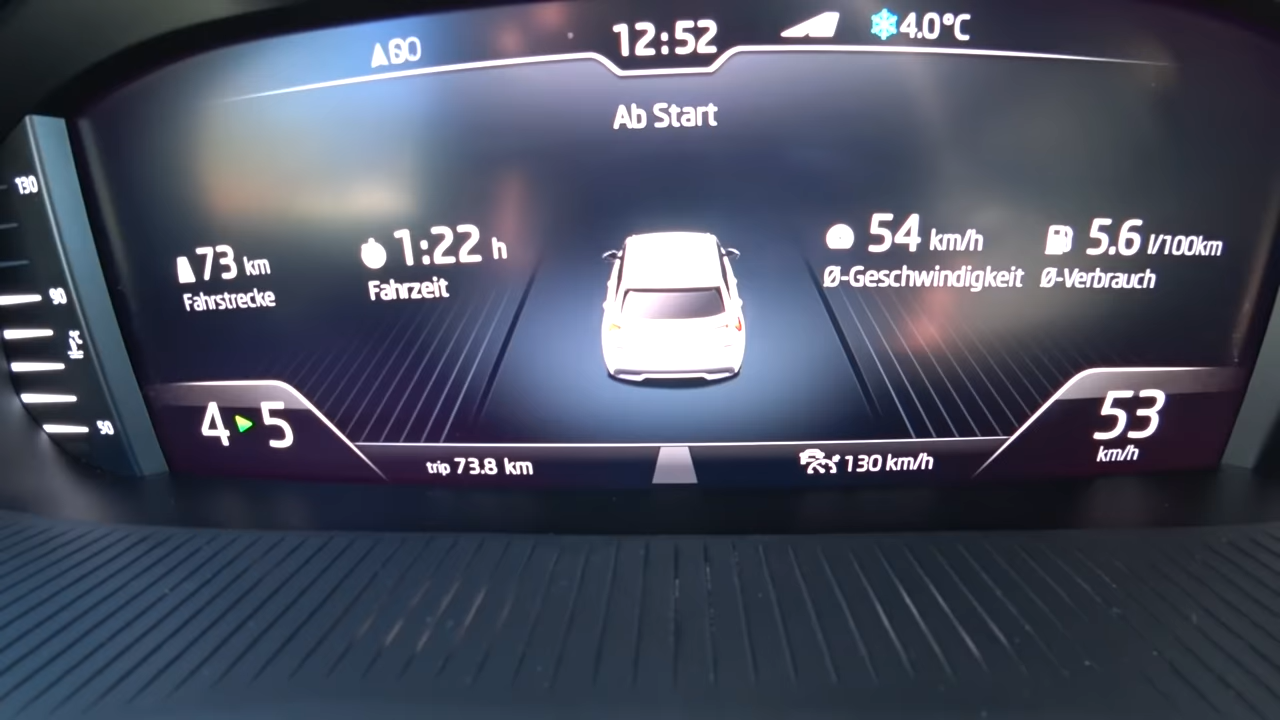 12:52
4.0°C
Ab Start
130
90
50
73 km
Fahrstrecke
1:22 h
Fahrzeit
54 km/h
Ø-Geschwindigkeit
5.6 l/100km
Ø-Verbrauch
4 ▶ 5
trip 73.8 km
130 km/h
53
km/h